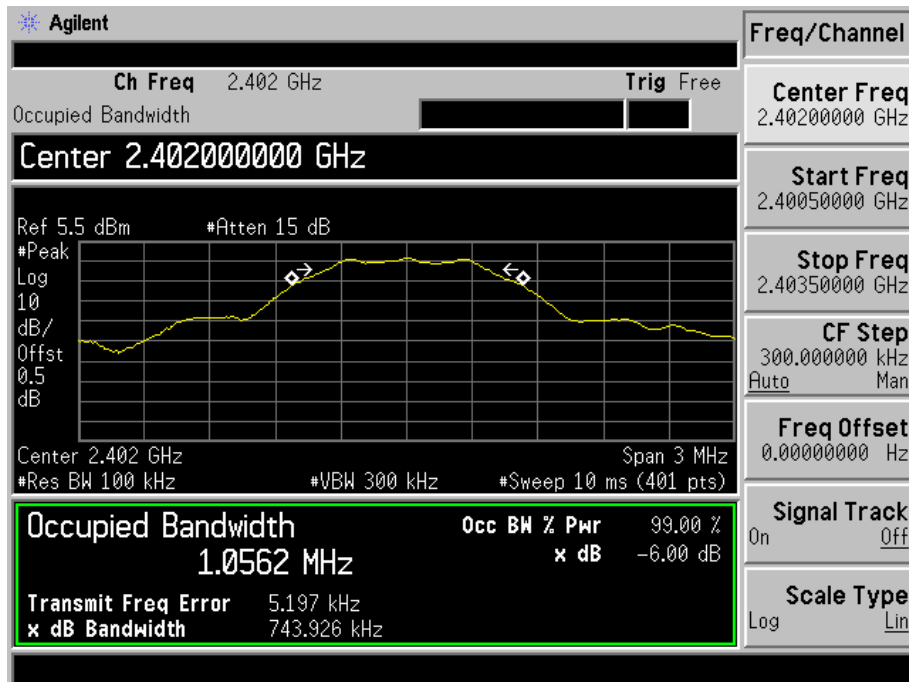 Agilent
Ch Freq 2.402 GHz Trig Free
Occupied Bandwidth
Center 2.402000000 GHz
Ref 5.5 dBm #Atten 15 dB
#Peak
Log
10
dB/
Offst
0.5
dB
Center 2.402 GHz Span 3 MHz
#Res BW 100 kHz #VBW 300 kHz #Sweep 10 ms (401 pts)
Occupied Bandwidth Occ BW % Pwr 99.00 %
1.0562 MHz x dB -6.00 dB
Transmit Freq Error 5.197 kHz
x dB Bandwidth 743.926 kHz
Freq/Channel
Center Freq
2.40200000 GHz
Start Freq
2.40050000 GHz
Stop Freq
2.40350000 GHz
CF Step
300.000000 kHz
Auto Man
Freq Offset
0.00000000 Hz
Signal Track
On Off
Scale Type
Log Lin